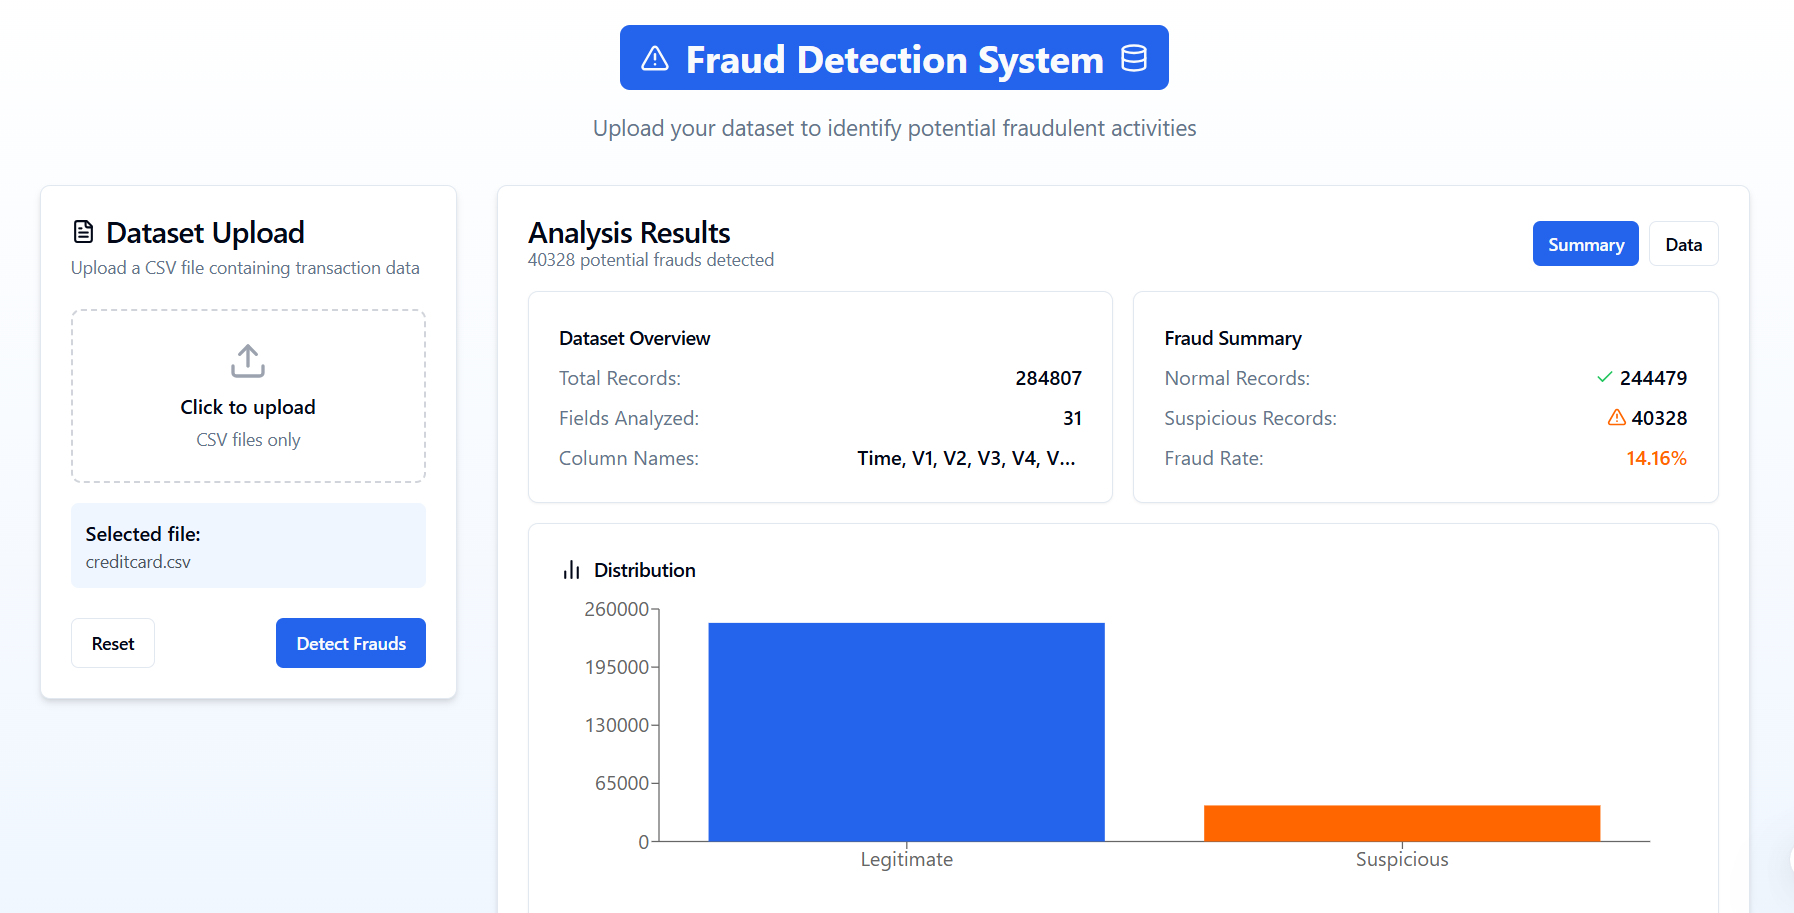 Fraud Detection System
Upload your dataset to identify potential fraudulent activities
Dataset Upload
Upload a CSV file containing transaction data
Click to upload
CSV files only
Selected file:
creditcard.csv
Reset
Detect Frauds
Analysis Results
40328 potential frauds detected
Summary
Data
Dataset Overview
Total Records: 284807
Fields Analyzed: 31
Column Names: Time, V1, V2, V3, V4, V...
Fraud Summary
Normal Records: 244479
Suspicious Records: 40328
Fraud Rate: 14.16%
Distribution
260000
195000
130000
65000
0
Legitimate
Suspicious